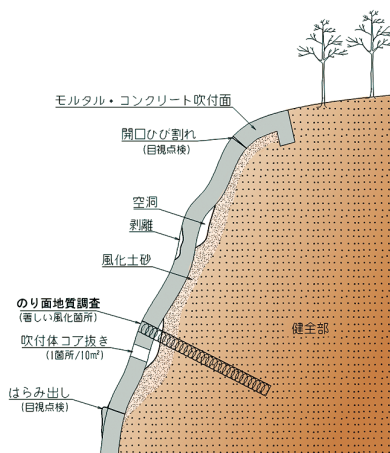 モルタル・コンクリート吹付面
開口ひび割れ
(目視点検)
空洞
剥離
風化土砂
のり面地質調査
(著しい風化箇所)
健全部
吹付体コア抜き
(1箇所/10㎡)
はらみ出し
(目視点検)